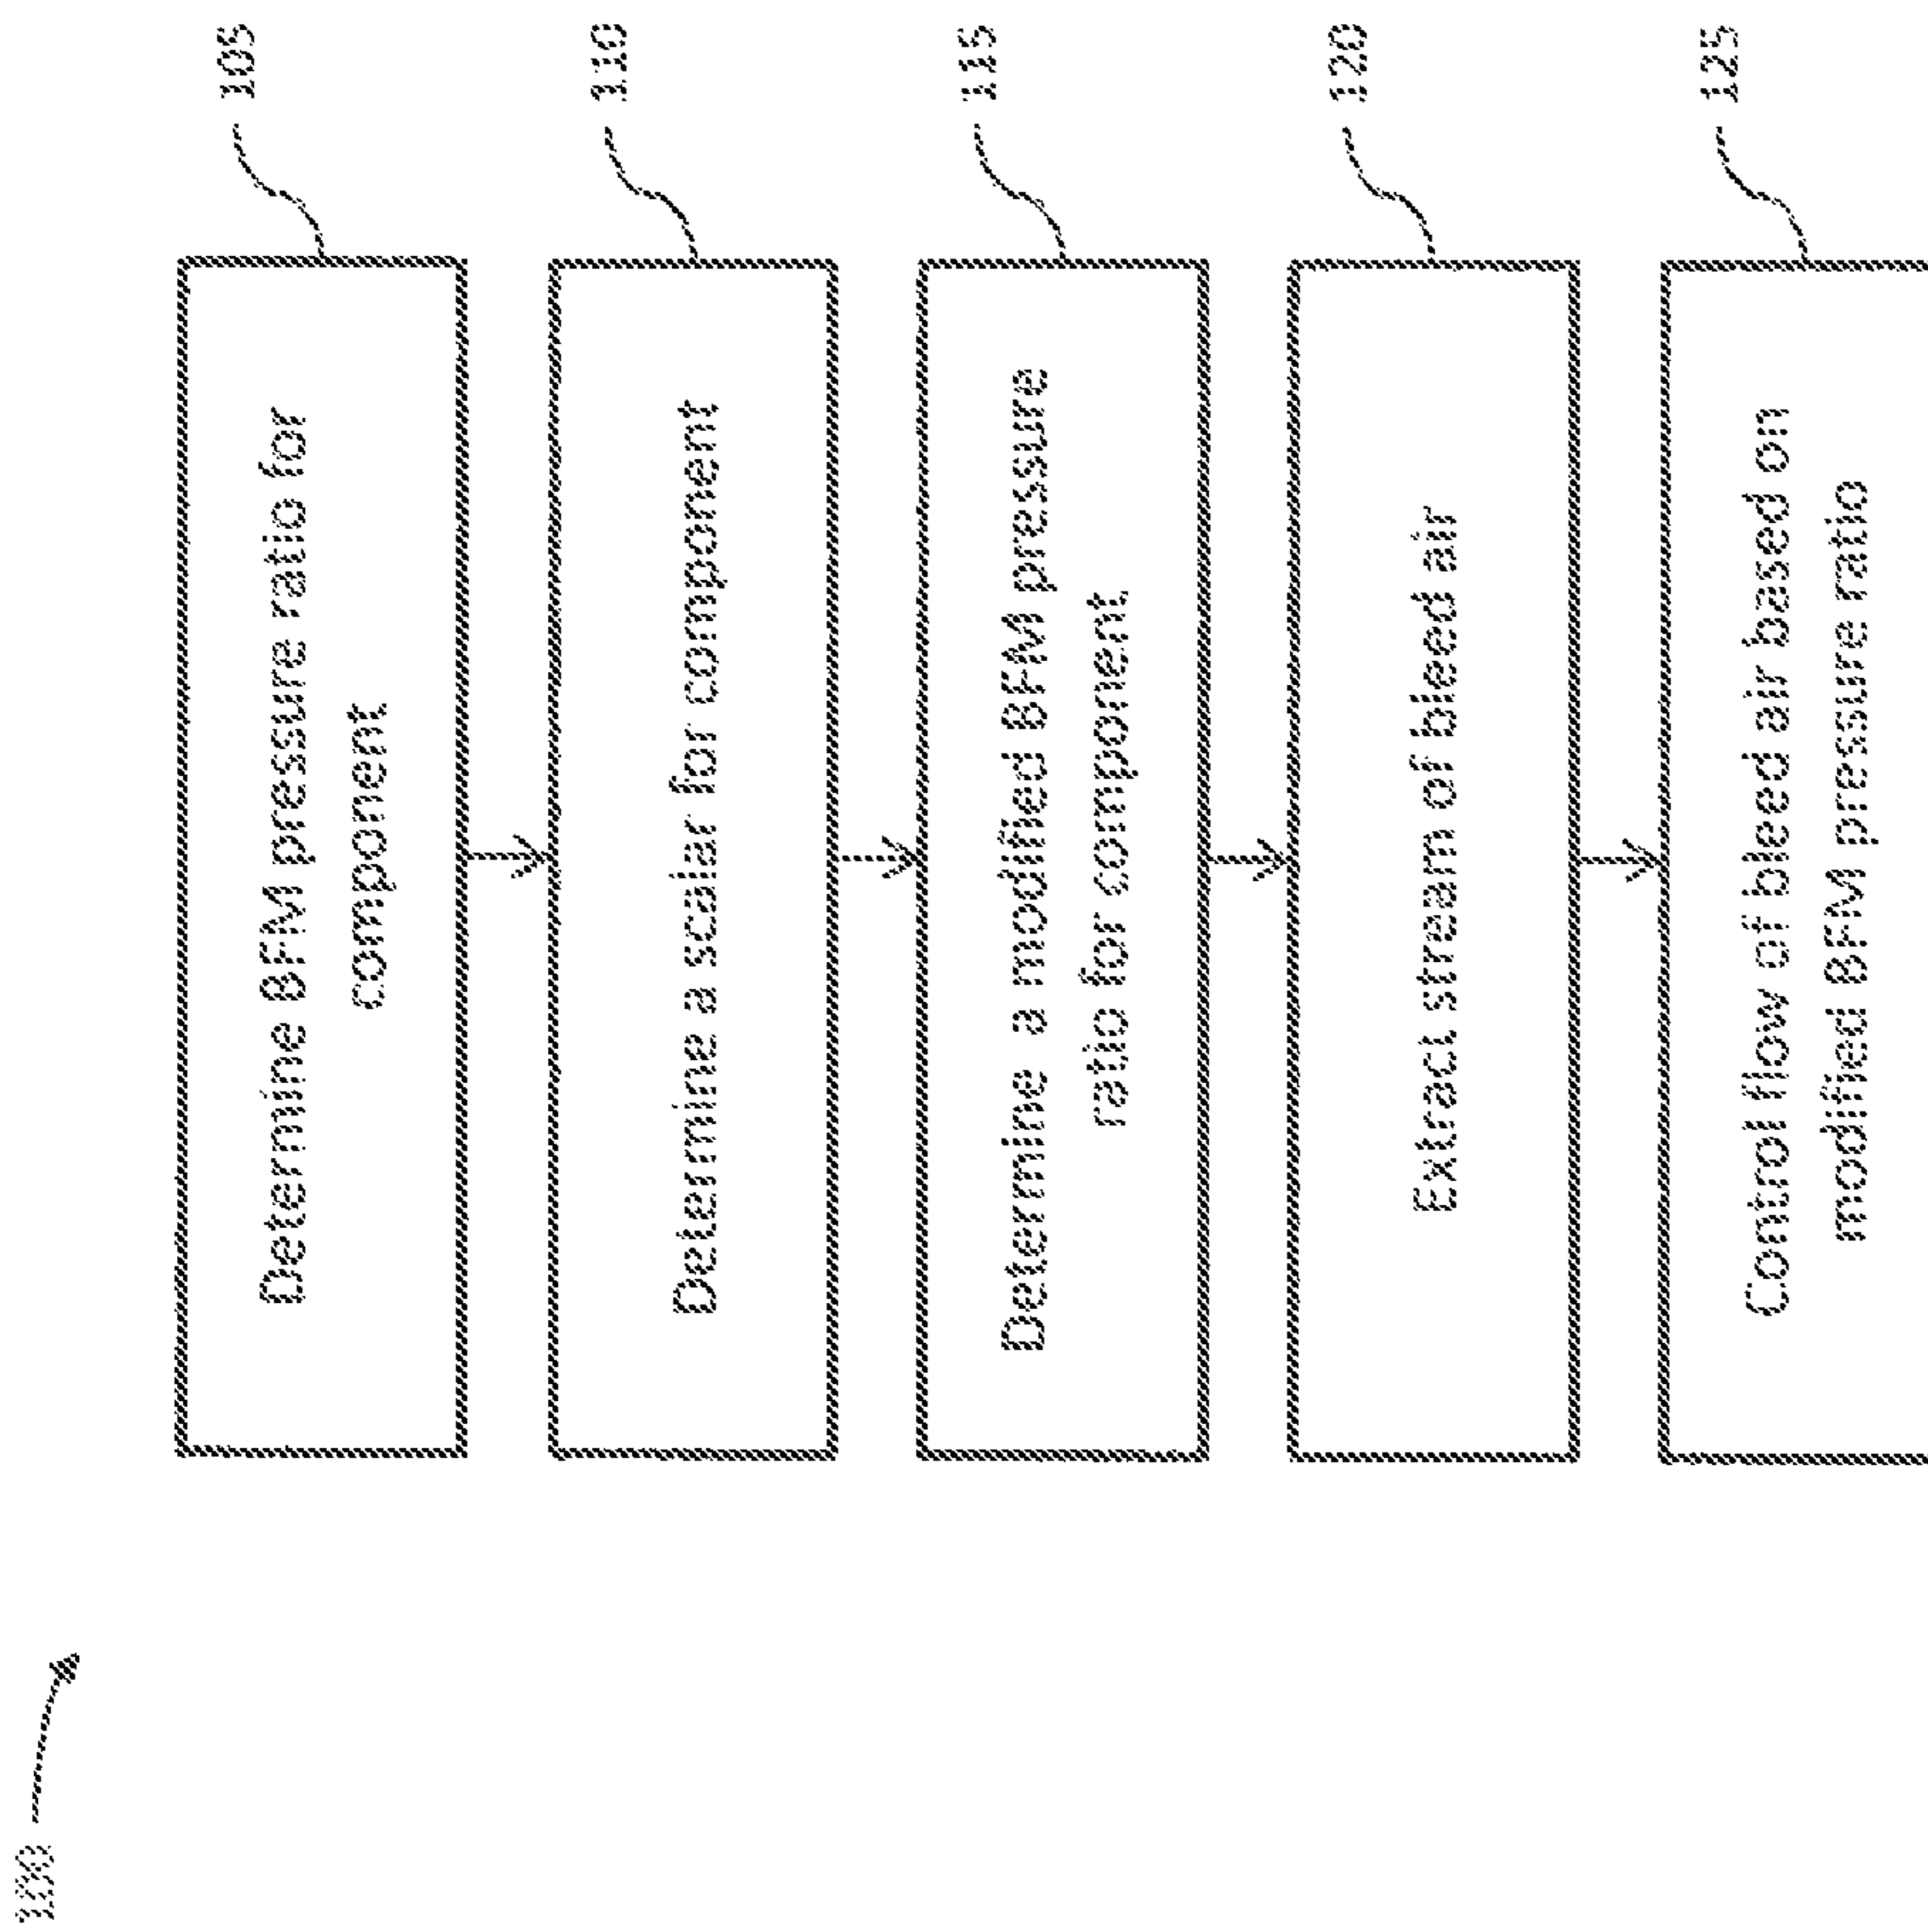 100
Determine BFM pressure ratio for
component
105
Determine a scalar for component
110
Determine a modified BFM pressure
ratio for component
115
Extract stream of bleed air
120
Control flow of bleed air based on
modified BFM pressure ratio
125